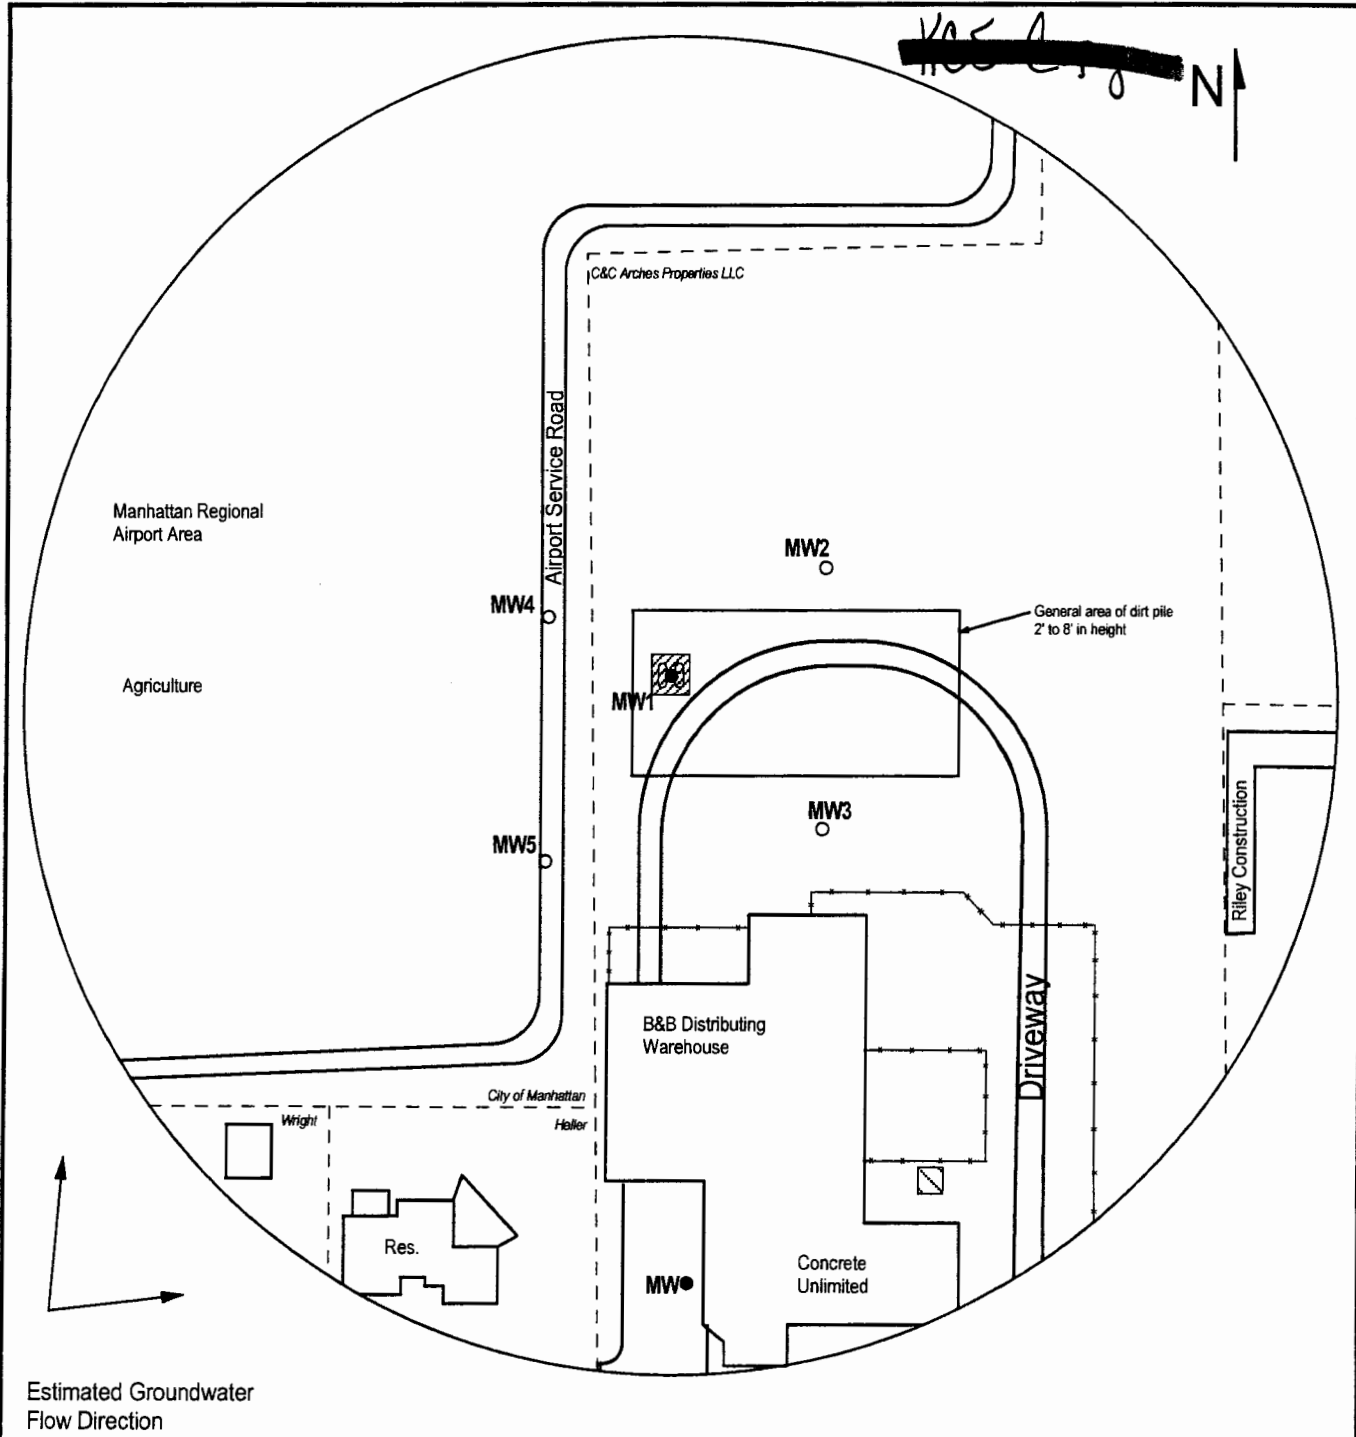 N
C&C Arches Properties LLC
Airport Service Road
Manhattan Regional
Airport Area
MW2
MW4
General area of dirt pile
2' to 8' in height
Agriculture
MW1
Riley Construction
MW3
MW5
Driveway
B&B Distributing
Warehouse
City of Manhattan
Wright
Heller
Res.
Concrete
Unlimited
MW
Estimated Groundwater
Flow Direction